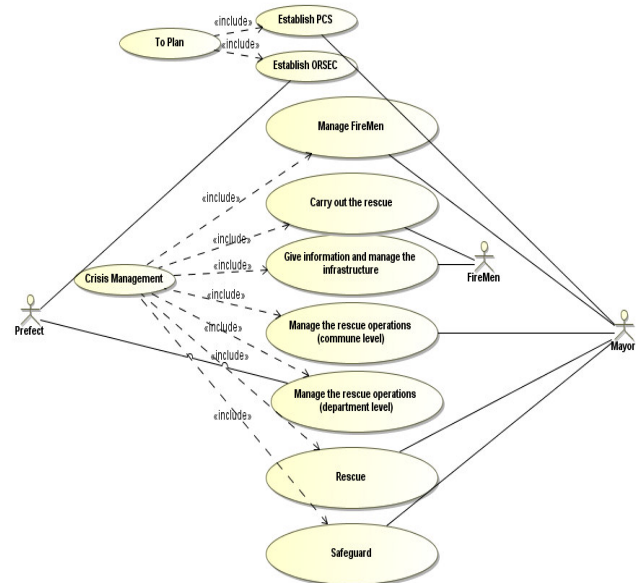 «include»
Establish PCS
To Plan
«include»
Establish ORSEC
Manage FireMen
«include»
Carry out the rescue
«include»
Give information and manage the
infrastructure
«include»
FireMen
Crisis Management
«include»
Prefect
Manage the rescue operations
(commune level)
«include»
Mayor
«include»
Manage the rescue operations
(department level)
«include»
Rescue
Safeguard